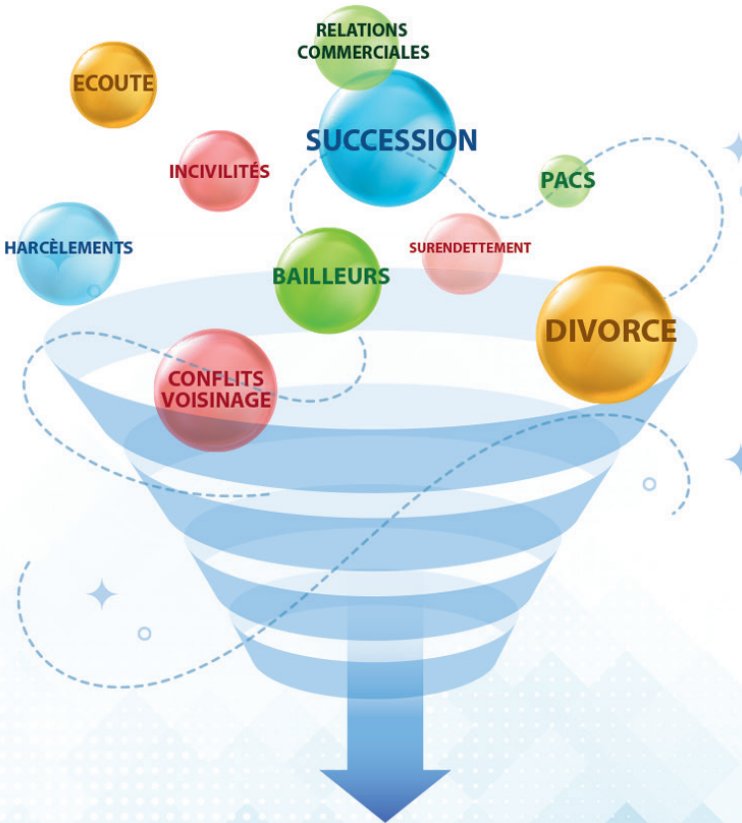 RELATIONS
COMMERCIALES
ECOUTE
SUCCESSION
INCIVILITÉS
PACS
HARCÈLEMENTS
SURENDETTEMENT
BAILLEURS
DIVORCE
CONFLITS
VOISINAGE